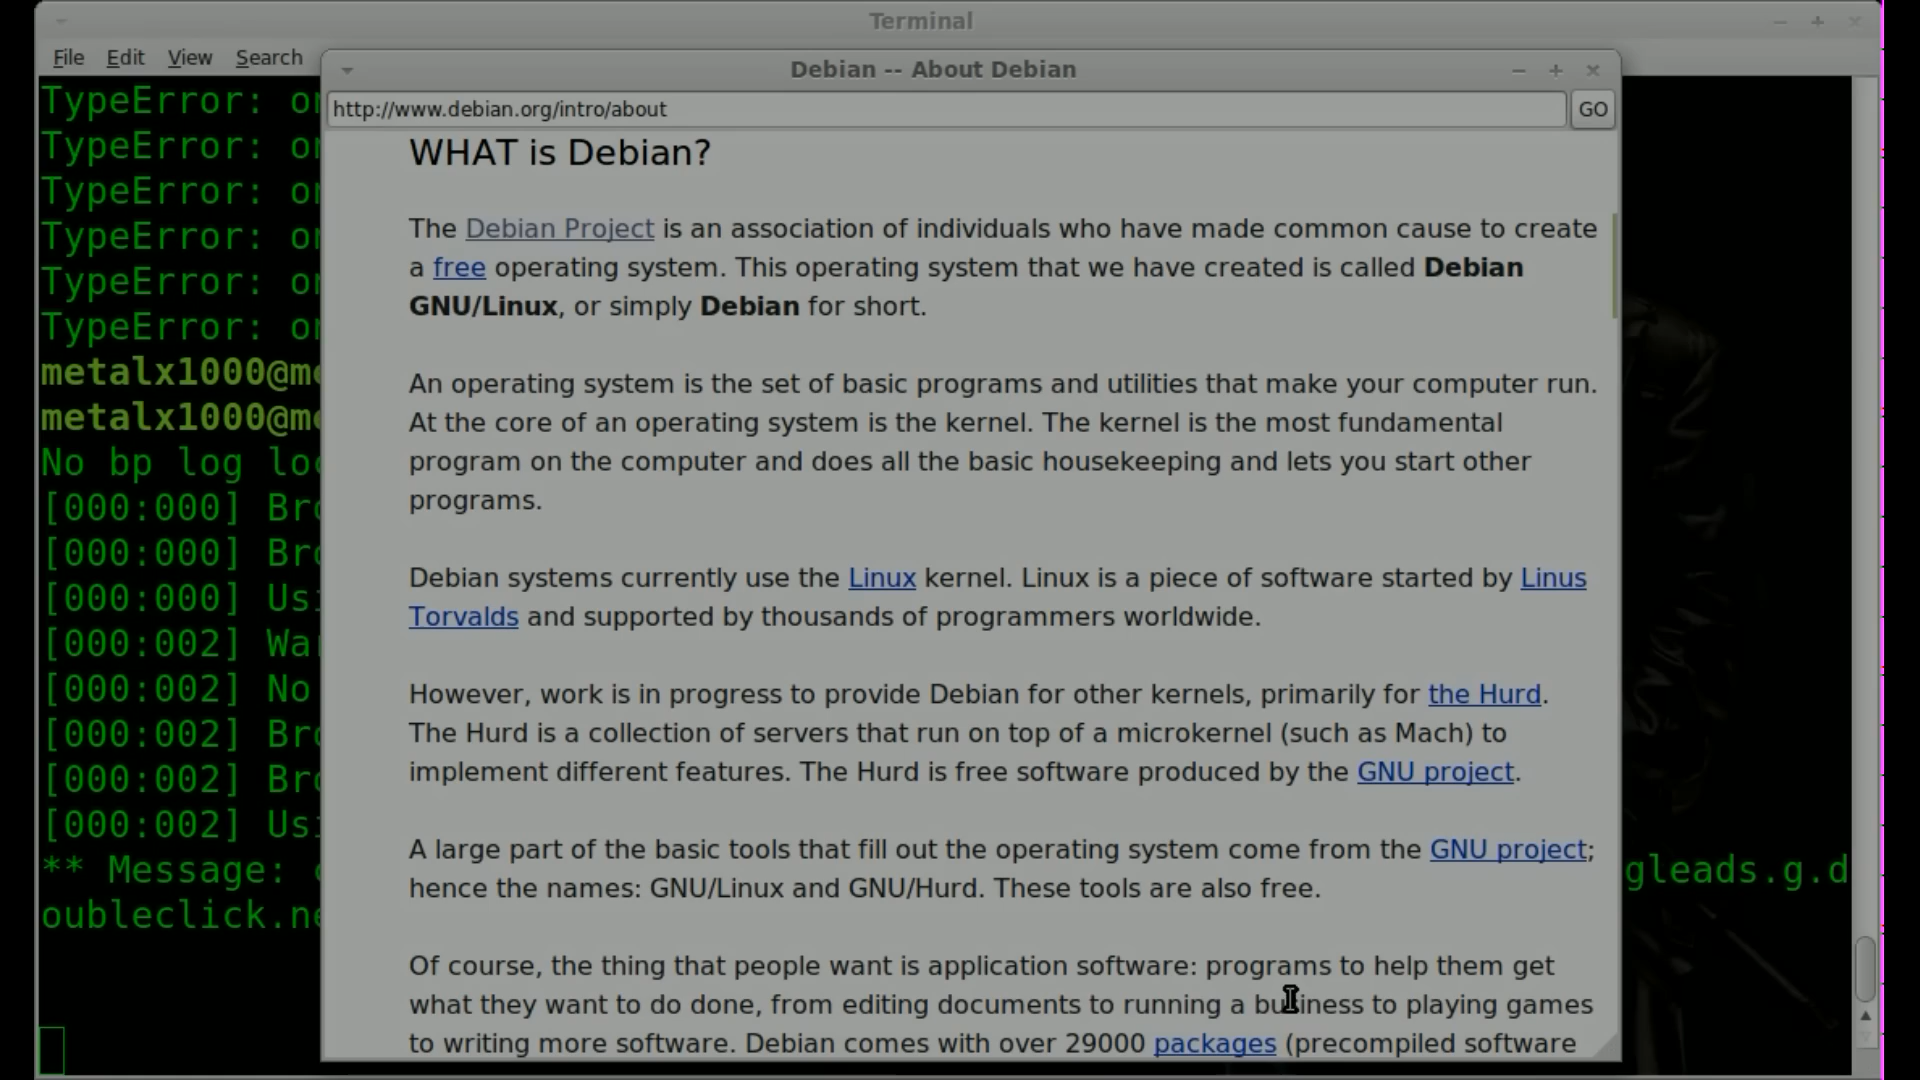 Terminal
File Edit View Search
Debian -- About Debian
http://www.debian.org/intro/about
GO
TypeError:
TypeError:
TypeError:
TypeError:
TypeError:
TypeError:
metalx1000@
metalx1000@
No bp log
[000:000]
[000:000]
[000:000]
[000:002]
[000:002] No
[000:002]
[000:002]
[000:002]
** Message: gleads.g.d
oubleclick.ne
WHAT is Debian?
The Debian Project is an association of individuals who have made common cause to create
a free operating system. This operating system that we have created is called Debian
GNU/Linux, or simply Debian for short.
An operating system is the set of basic programs and utilities that make your computer run.
At the core of an operating system is the kernel. The kernel is the most fundamental
program on the computer and does all the basic housekeeping and lets you start other
programs.
Debian systems currently use the Linux kernel. Linux is a piece of software started by Linus
Torvalds and supported by thousands of programmers worldwide.
However, work is in progress to provide Debian for other kernels, primarily for the Hurd.
The Hurd is a collection of servers that run on top of a microkernel (such as Mach) to
implement different features. The Hurd is free software produced by the GNU project.
A large part of the basic tools that fill out the operating system come from the GNU project;
hence the names: GNU/Linux and GNU/Hurd. These tools are also free.
Of course, the thing that people want is application software: programs to help them get
what they want to do done, from editing documents to running a business to playing games
to writing more software. Debian comes with over 29000 packages (precompiled software